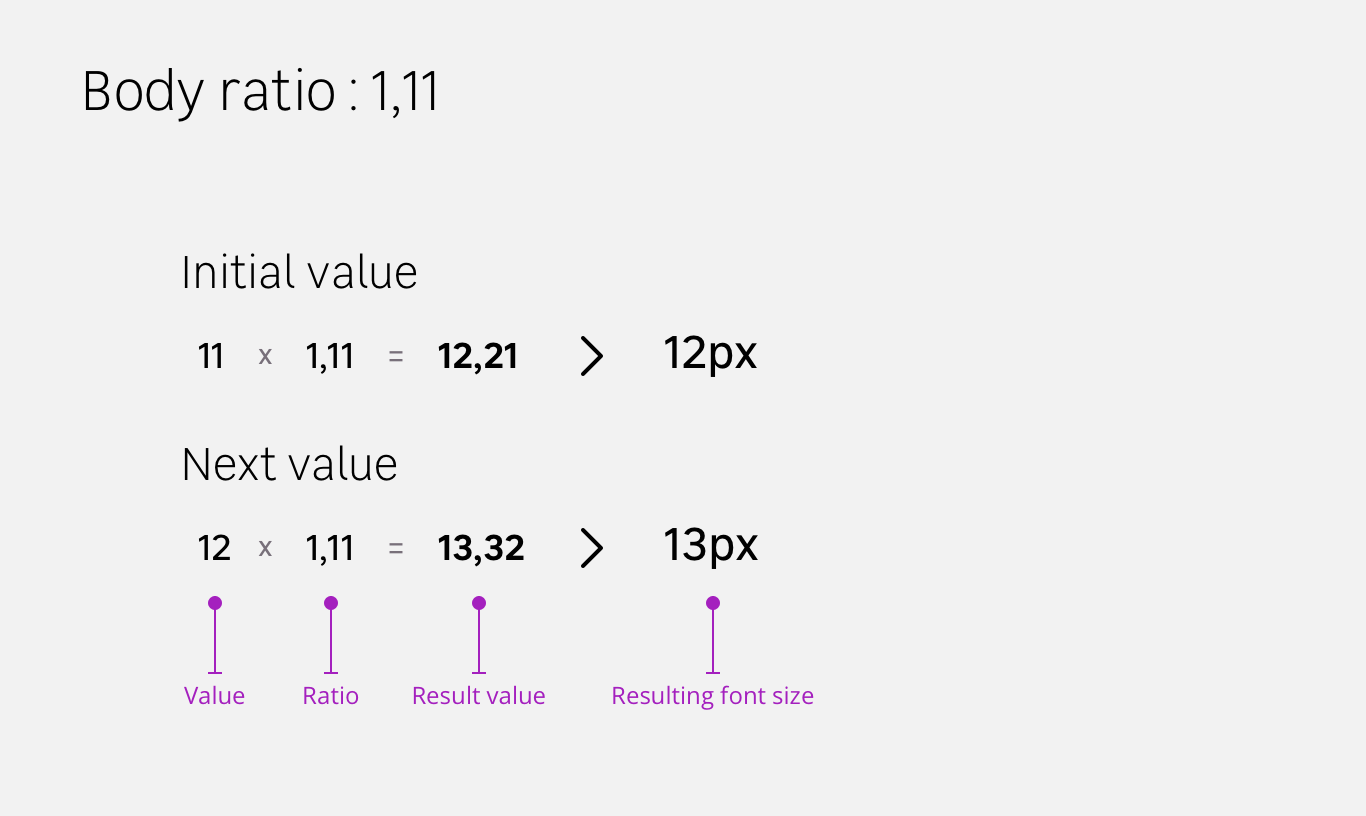 Body ratio : 1,11
Initial value
11 x 1,11 = 12,21 > 12px
Next value
12 x 1,11 = 13,32 > 13px
Value Ratio Result value Resulting font size